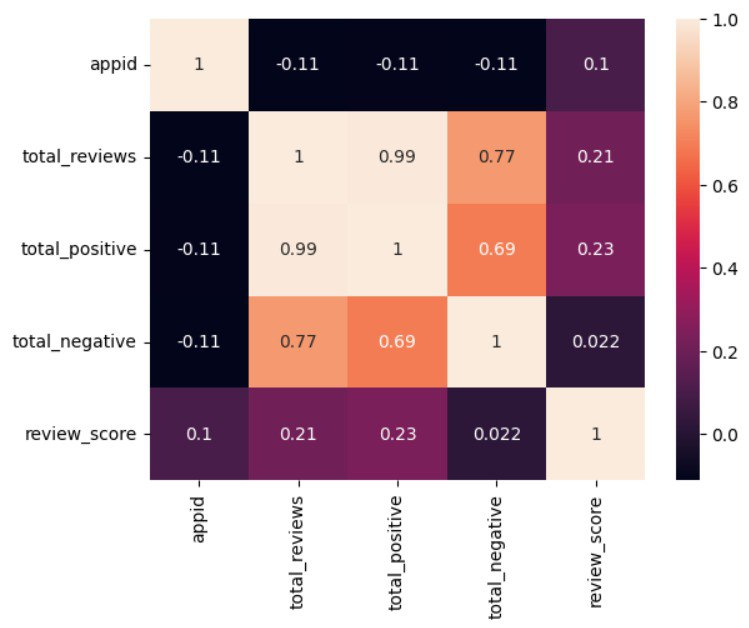 appid 1 -0.11 -0.11 -0.11 0.1
total_reviews -0.11 1 0.99 0.77 0.21
total_positive -0.11 0.99 1 0.69 0.23
total_negative -0.11 0.77 0.69 1 0.022
review_score 0.1 0.21 0.23 0.022 1
appid
total_reviews
total_positive
total_negative
review_score
1.0
0.8
0.6
0.4
0.2
0.0